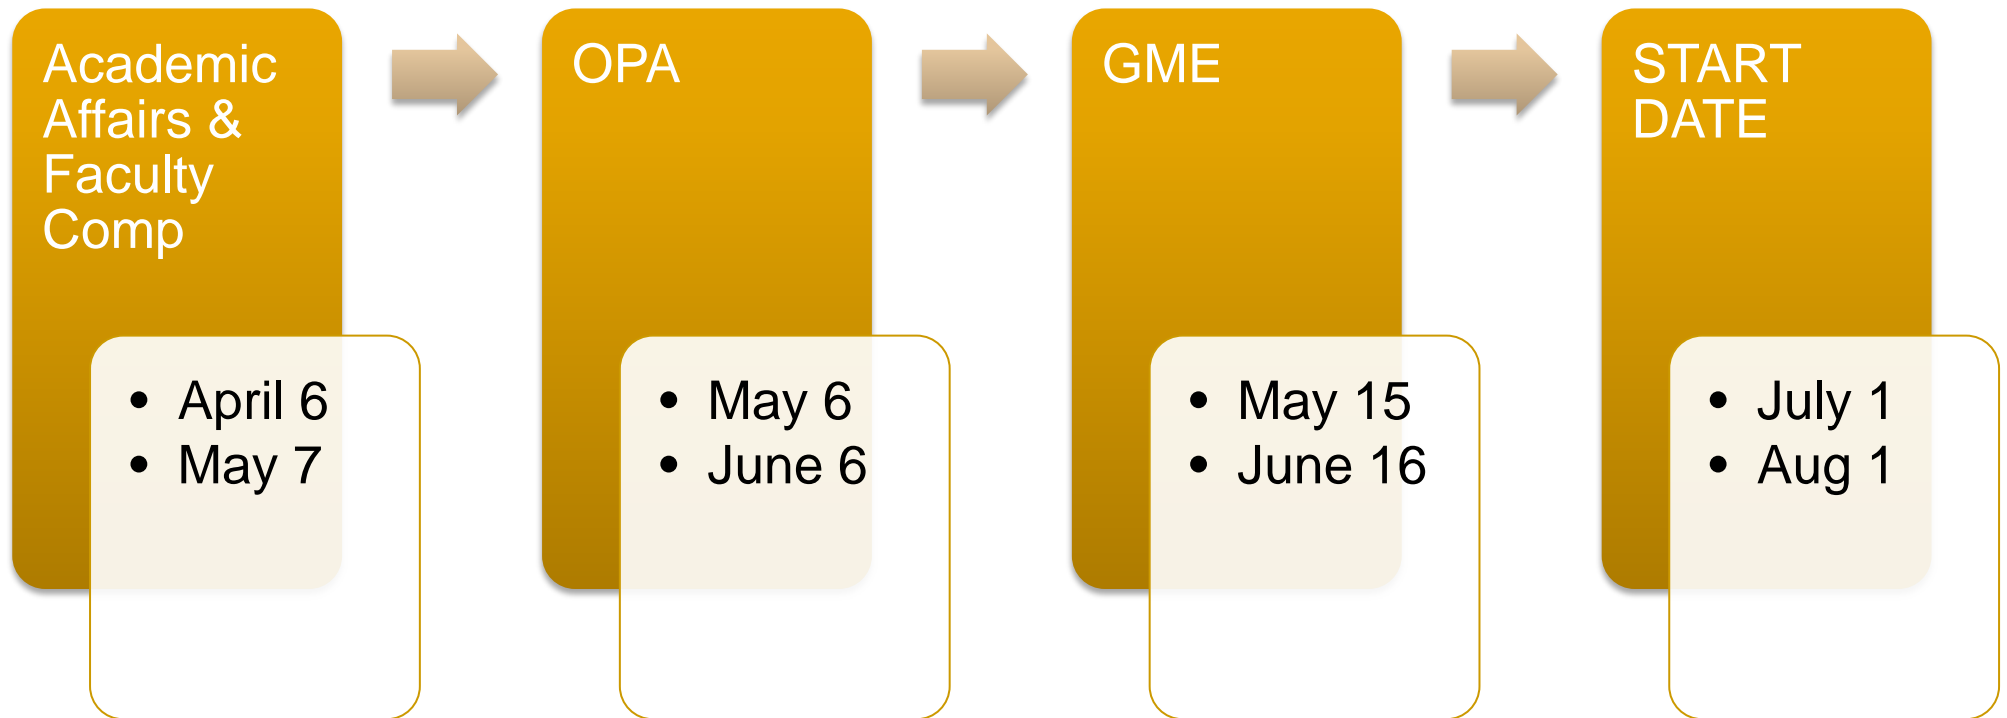 Academic
Affairs &
Faculty
Comp
• April 6
• May 7
OPA
• May 6
• June 6
GME
• May 15
• June 16
START
DATE
• July 1
• Aug 1